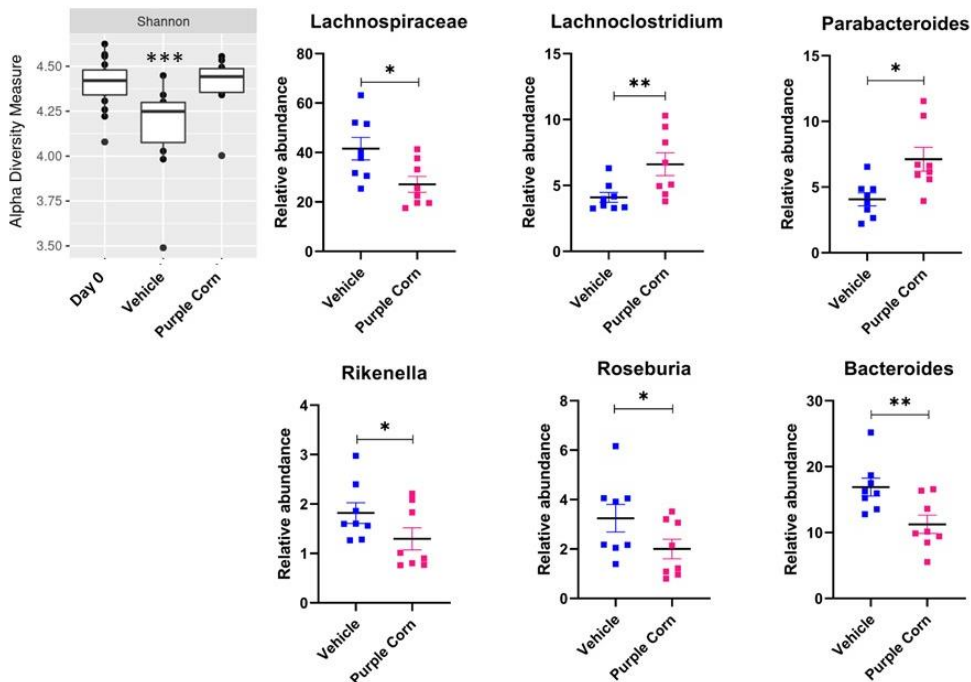 Shannon
Alpha Diversity Measure
4.50
4.25
4.00
3.75
3.50
***
Day 0
Vehicle
Purple Corn
Lachnospiraceae
Relative abundance
80
60
40
20
0
*
Vehicle
Purple Corn
Lachnoclostridium
Relative abundance
15
10
5
0
**
Vehicle
Purple Corn
Parabacteroides
Relative abundance
15
10
5
0
*
Vehicle
Purple Corn
Rikenella
Relative abundance
4
3
2
1
0
*
Vehicle
Purple Corn
Roseburia
Relative abundance
8
6
4
2
0
*
Vehicle
Purple Corn
Bacteroides
Relative abundance
30
20
10
0
**
Vehicle
Purple Corn